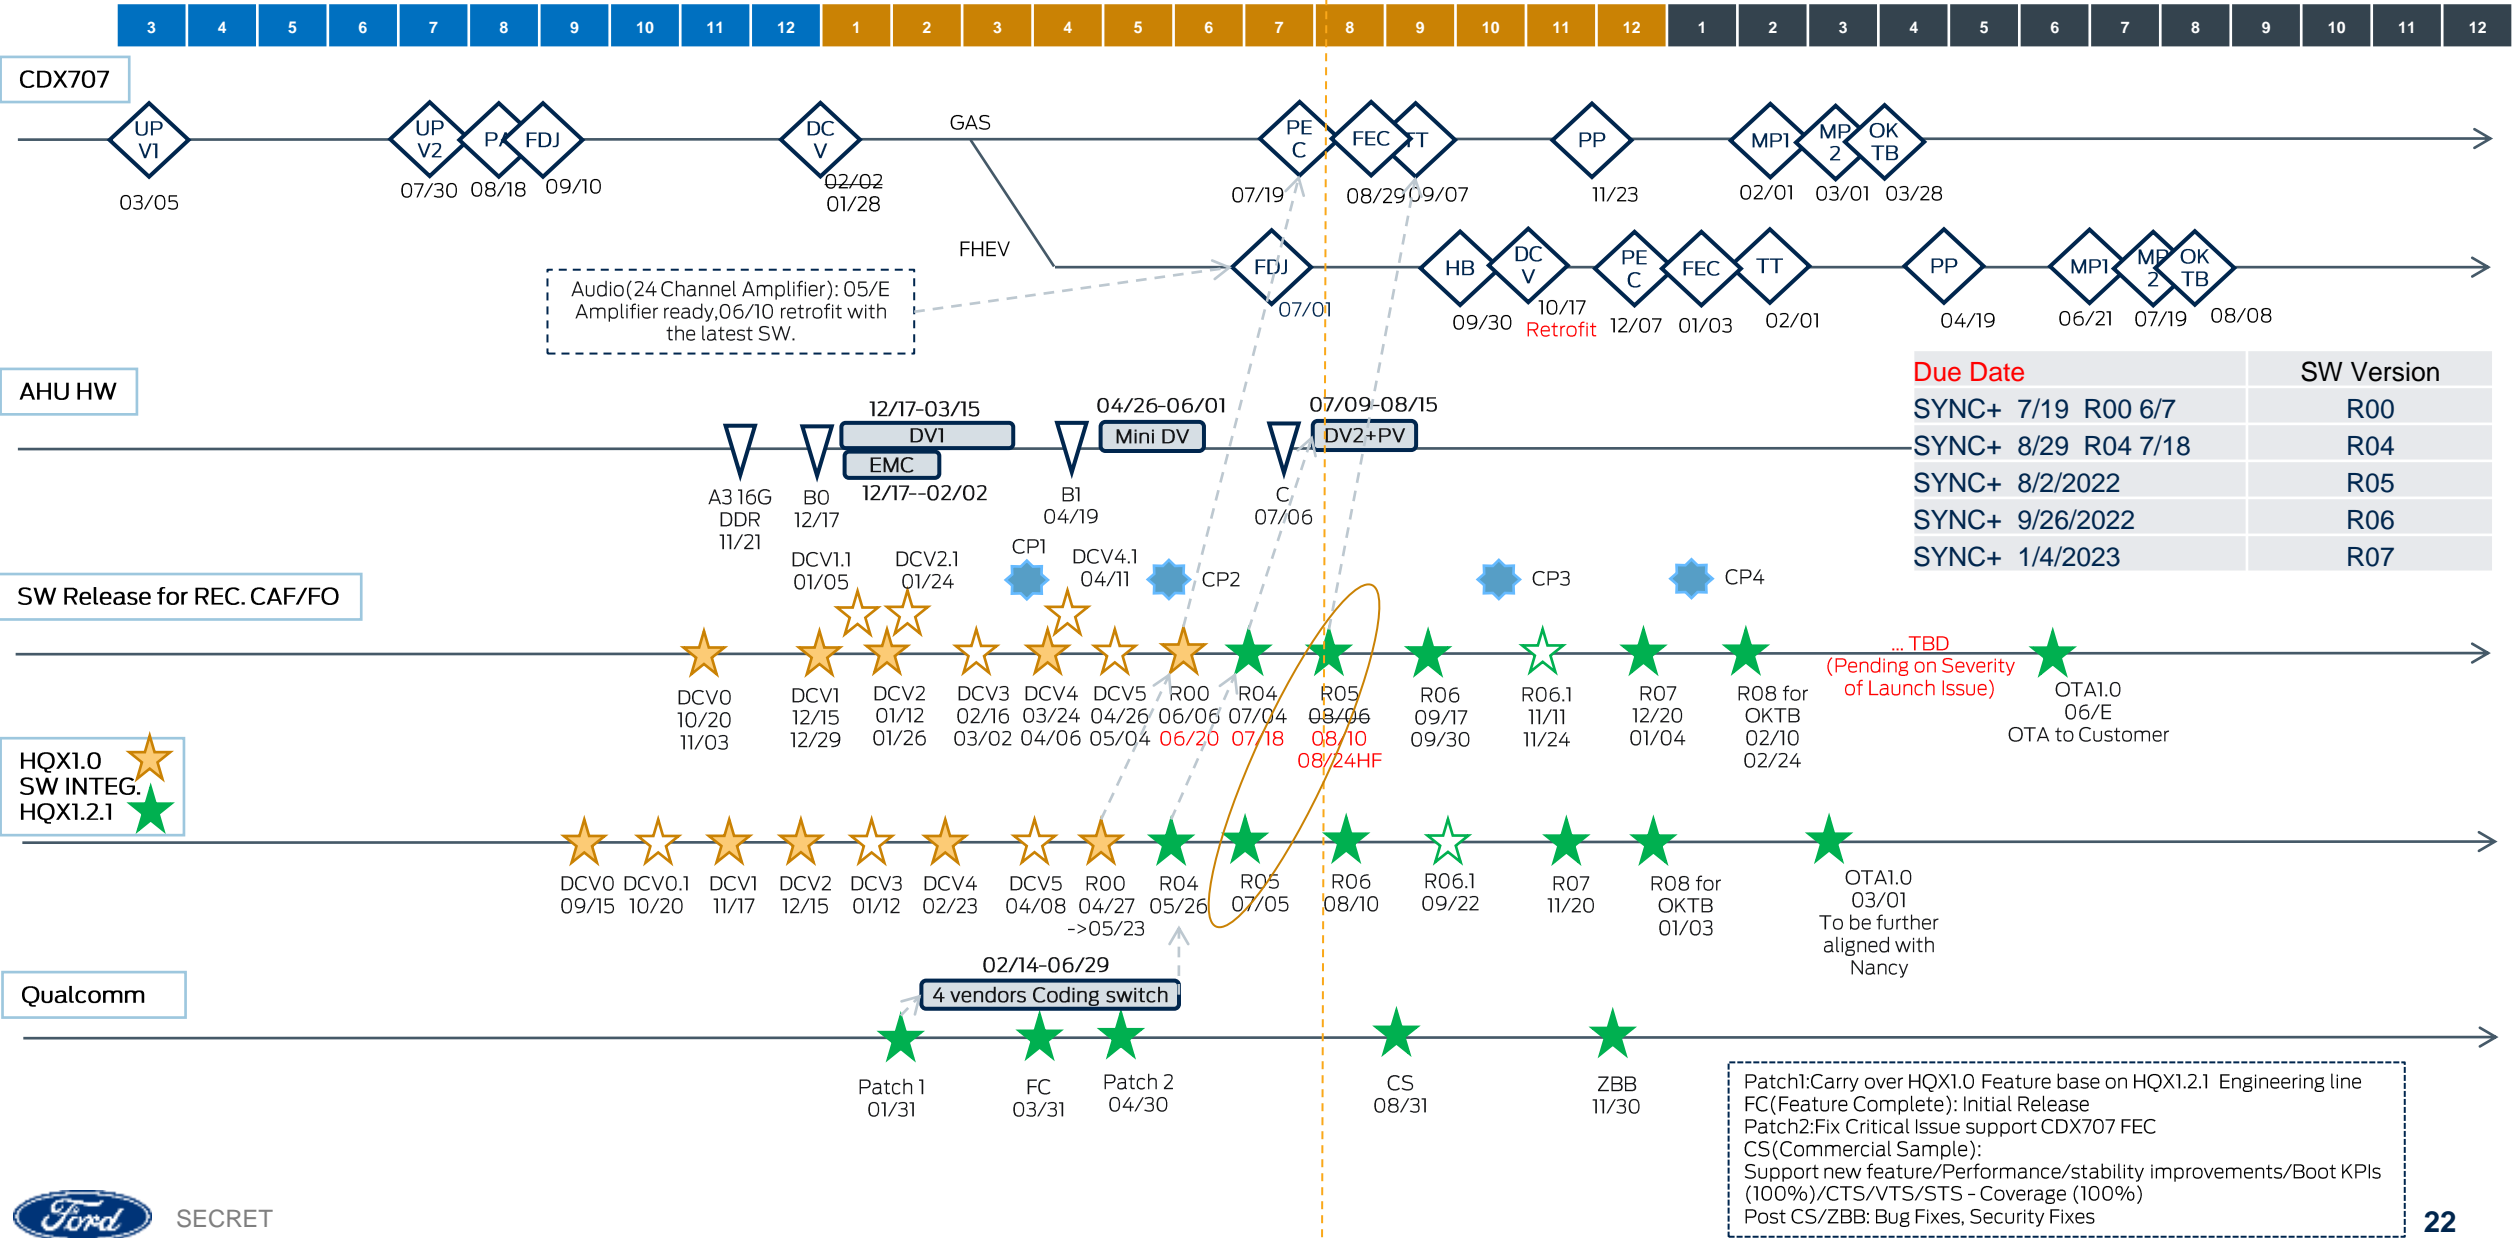 3 4 5 6 7 8 9 10 11 12 1 2 3 4 5 6 7 8 9 10 11 12 1 2 3 4 5 6 7 8 9 10 11 12
CDX707
UP
V1
03/05
UP
V2
07/30
PA
08/18
FDJ
09/10
DC
V
02/02
01/28
GAS
PE
C
07/19
FEC
08/29
TT
09/07
PP
11/23
MP1
02/01
MP
2
03/01
OK
TB
03/28
FHEV
FDJ
07/01
HB
09/30
DC
V
10/17
Retrofit
PE
C
12/07
FEC
01/03
TT
02/01
PP
04/19
MP1
06/21
MP
2
07/19
OK
TB
08/08
Audio(24 Channel Amplifier): 05/E
Amplifier ready,06/10 retrofit with
the latest SW.
AHU HW
A3 16G
DDR
11/21
B0
12/17
12/17-03/15
DV1
EMC
12/17--02/02
B1
04/19
04/26-06/01
Mini DV
C
07/06
07/09-08/15
DV2+PV
Due Date SW Version
SYNC+ 7/19 R00 6/7 R00
SYNC+ 8/29 R04 7/18 R04
SYNC+ 8/2/2022 R05
SYNC+ 9/26/2022 R06
SYNC+ 1/4/2023 R07
SW Release for REC. CAF/FO
DCV1.1
01/05
DCV2.1
01/24
CP1
DCV4.1
04/11
CP2
CP3
CP4
DCV0
10/20
11/03
DCV1
12/15
12/29
DCV2
01/12
01/26
DCV3
02/16
03/02
DCV4
03/24
04/06
DCV5
04/26
05/04
R00
06/06
06/20
R04
07/04
07/18
R05
08/06
08/10
08/24HF
R06
09/17
09/30
R06.1
11/11
11/24
R07
12/20
01/04
R08 for
OKTB
02/10
02/24
... TBD
(Pending on Severity
of Launch Issue)
OTA1.0
06/E
OTA to Customer
HQX1.0
SW INTEG.
HQX1.2.1
DCV0
09/15
DCV0.1
10/20
DCV1
11/17
DCV2
12/15
DCV3
01/12
DCV4
02/23
DCV5
04/08
R00
04/27
->05/23
R04
05/26
R05
07/05
R06
08/10
R06.1
09/22
R07
11/20
R08 for
OKTB
01/03
OTA1.0
03/01
To be further
aligned with
Nancy
Qualcomm
02/14-06/29
4 vendors Coding switch
Patch 1
01/31
FC
03/31
Patch 2
04/30
CS
08/31
ZBB
11/30
Patch1:Carry over HQX1.0 Feature base on HQX1.2.1 Engineering line
FC(Feature Complete): Initial Release
Patch2:Fix Critical Issue support CDX707 FEC
CS(Commercial Sample):
Support new feature/Performance/stability improvements/Boot KPIs
(100%)/CTS/VTS/STS - Coverage (100%)
Post CS/ZBB: Bug Fixes, Security Fixes
Ford
SECRET
22